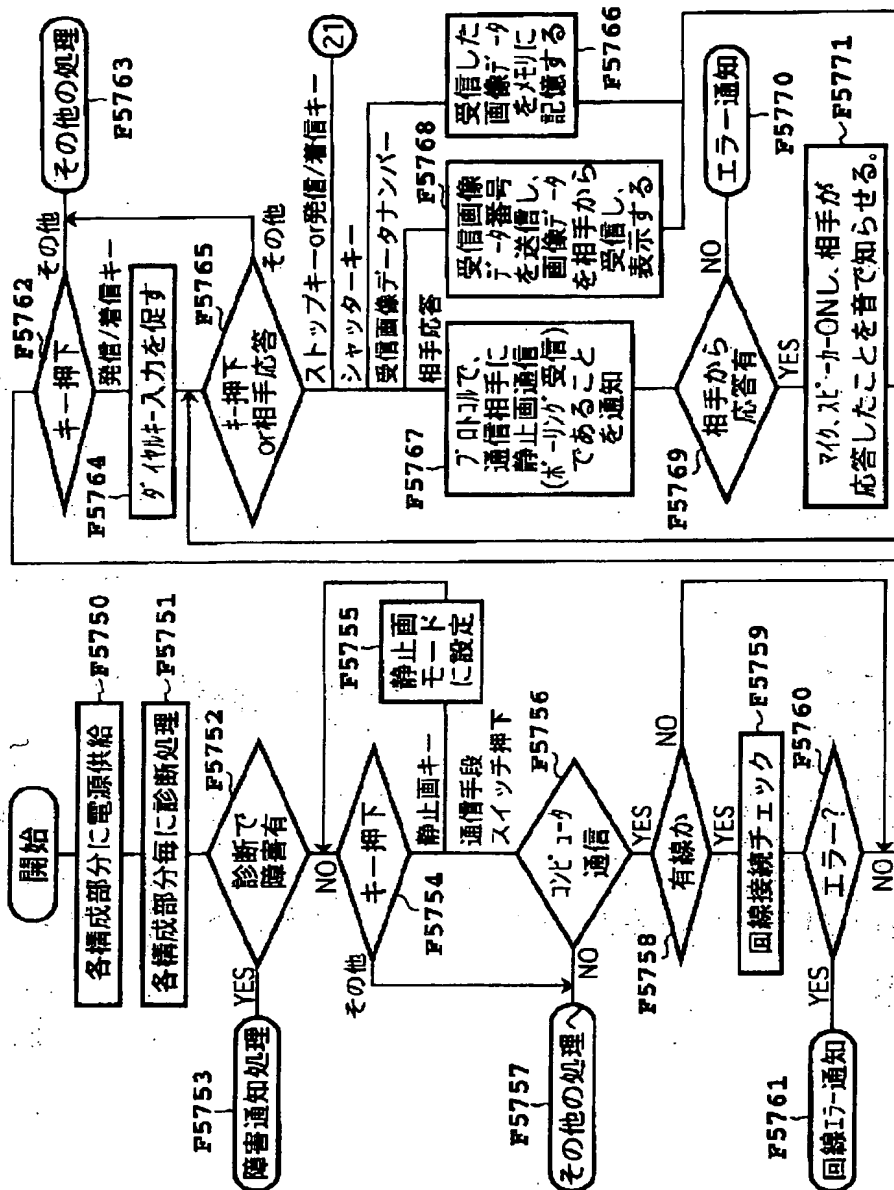 開始
各構成部分に電源供給
F5750
各構成部分毎に診断処理
F5751
診断で
障害有
F5752
YES
障害通知処理
F5753
NO
キー押下
F5754
その他
静止画キー
静止画
モード
に設定
F5755
通信手段
スイッチ押下
コンピュータ
通信
F5756
NO
その他の処理へ
F5757
YES
有線か
F5758
NO
YES
回線接続チェック
F5759
エラー?
F5760
YES
回線エラー通知
F5761
NO
キー押下
F5762
その他
その他の処理
F5763
発信/着信キー
ダイヤルキー入力を促す
F5764
キー押下
or相手応答
F5765
その他
ストップキーor発信/着信キー
21
シャッターキー
受信画像データナンバー
相手応答
受信した
画像データ
をメモリに
記憶する
F5766
プロトコルで、
通信相手に
静止画通信
(ポーリング受信)
であること
を通知
F5767
受信画像
データ番号
を送信し、
画像データ
を相手から
受信し、
表示する
F5768
相手から
応答有
F5769
NO
エラー通知
F5770
YES
マイク、スピーカーONし、相手が
応答したことを音で知らせる。
F5771